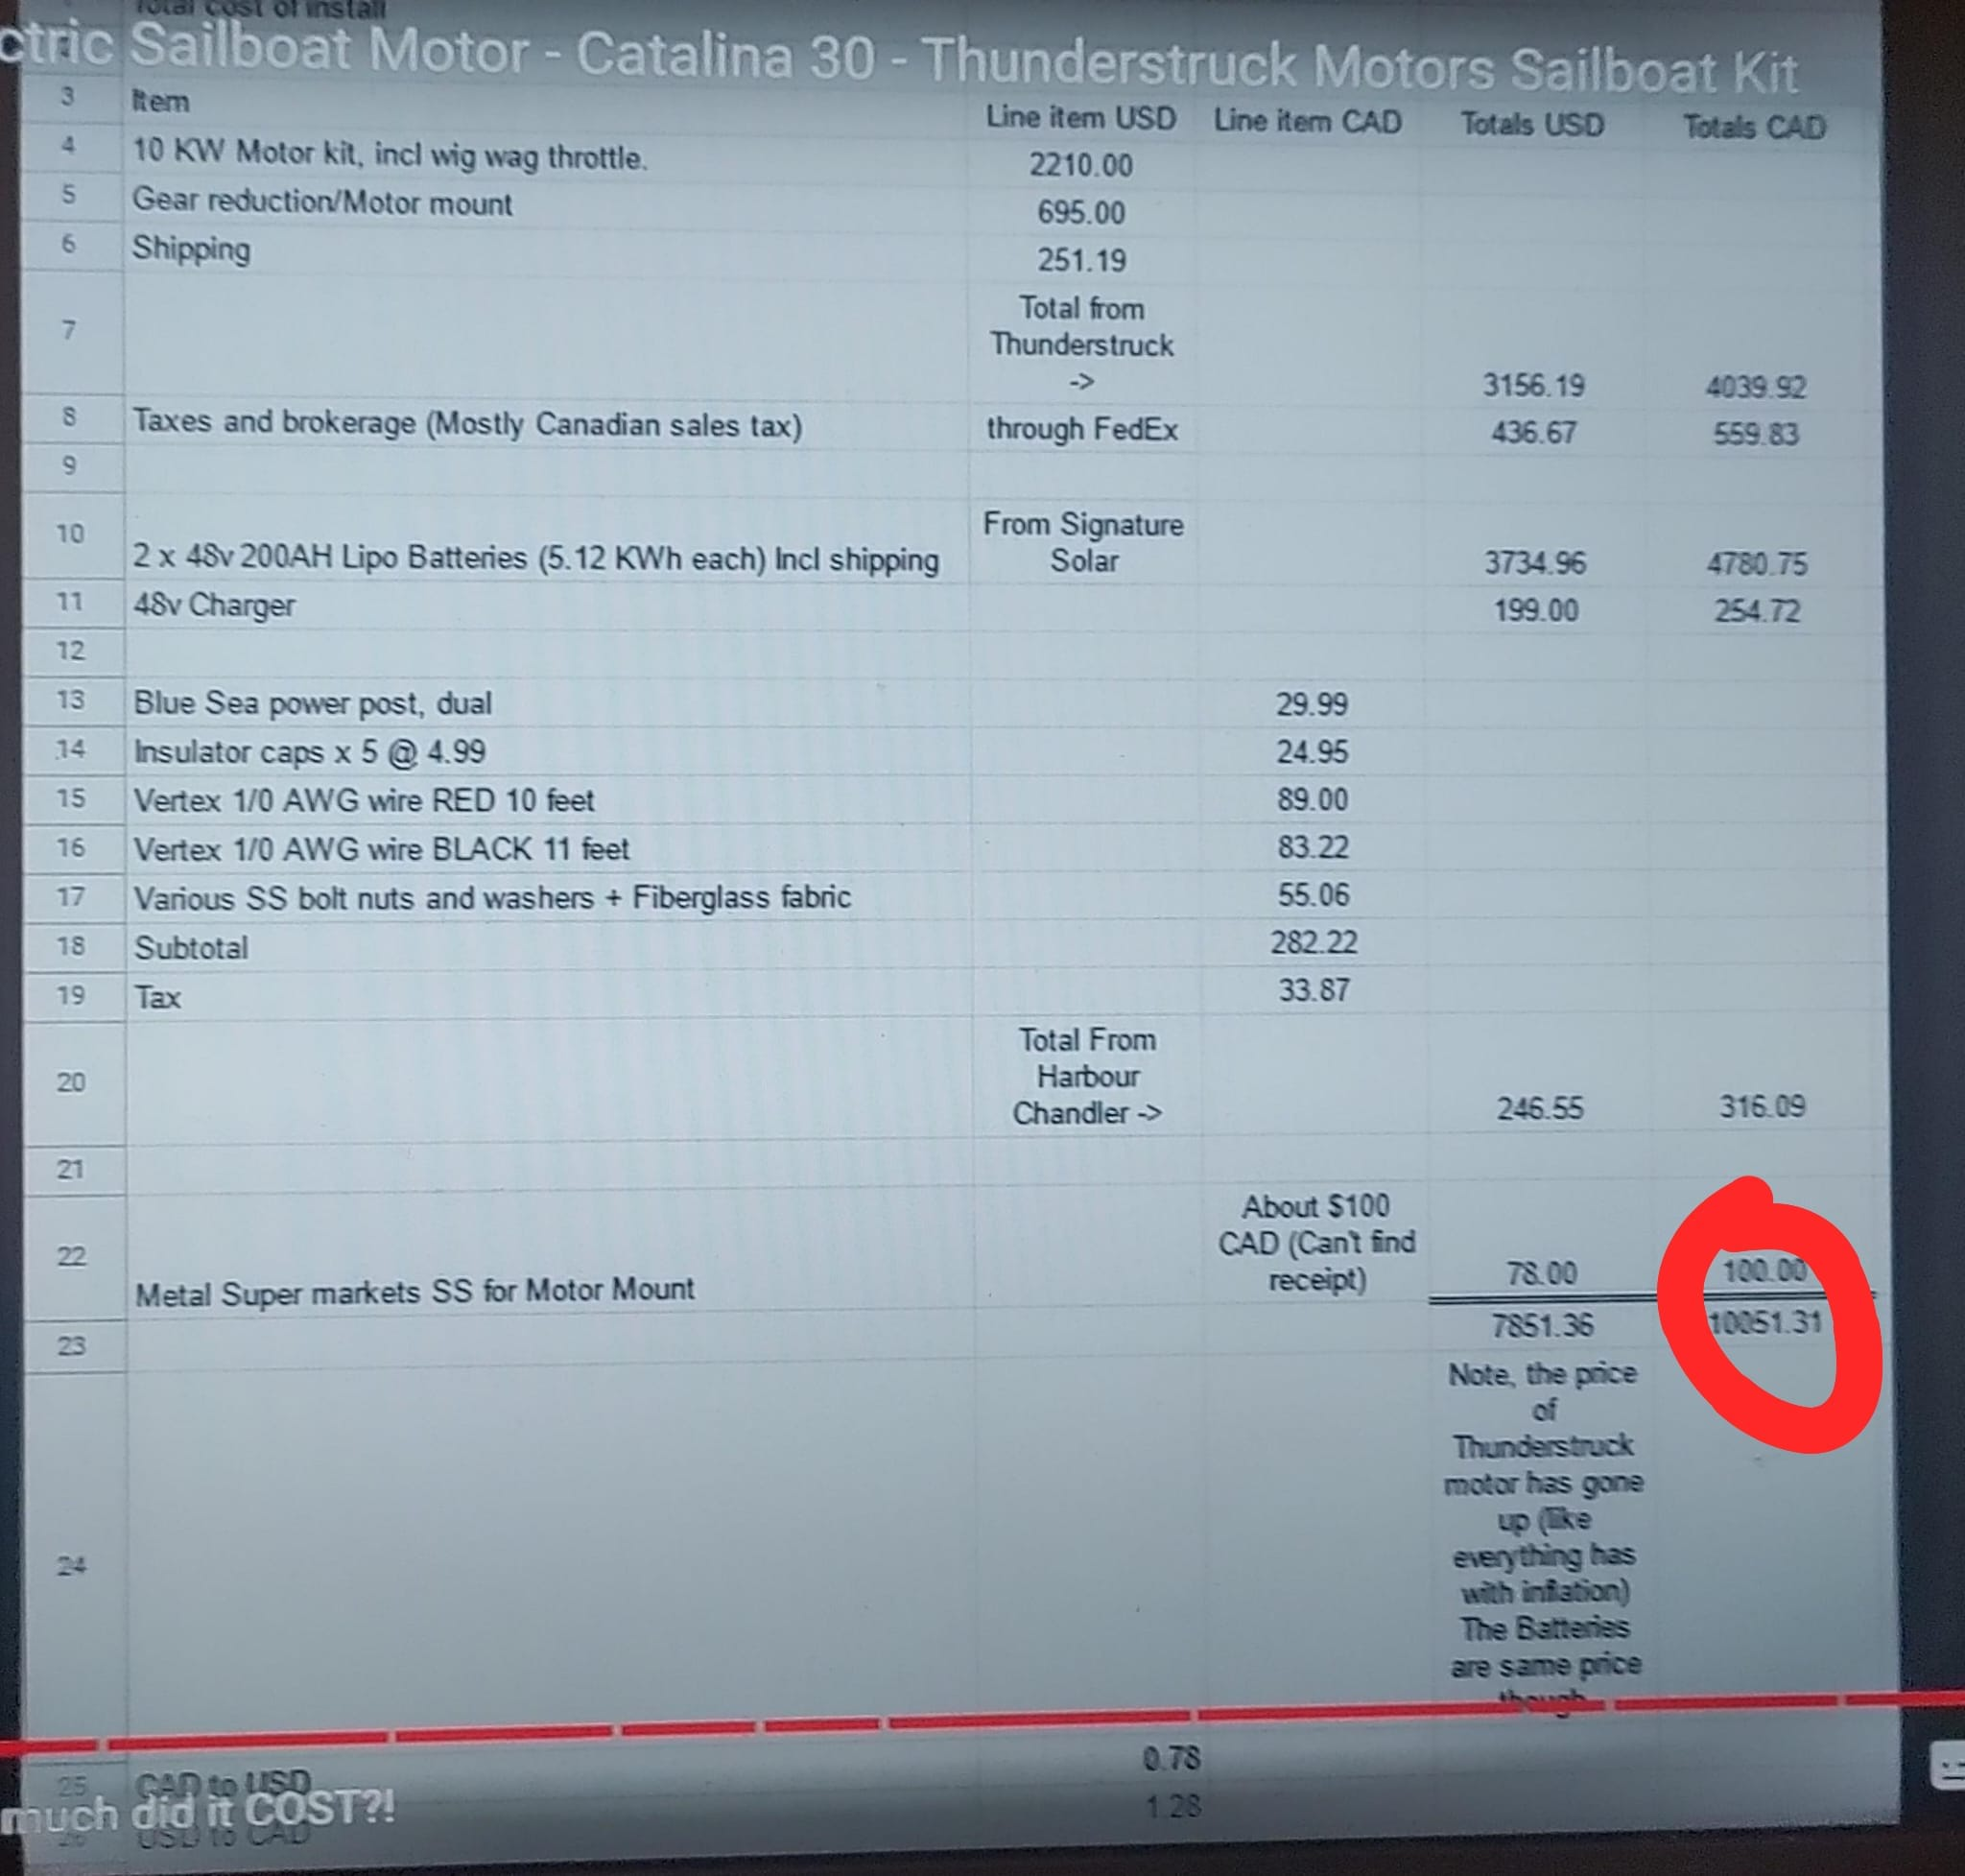 Total cost of install
ctric Sailboat Motor - Catalina 30 - Thunderstruck Motors Sailboat Kit
3 Item Line item USD Line item CAD Totals USD Totals CAD
4 10 KW Motor kit, incl wig wag throttle. 2210.00
5 Gear reduction/Motor mount 695.00
6 Shipping 251.19
7 Total from
Thunderstruck
-> 3156.19 4039.92
8 Taxes and brokerage (Mostly Canadian sales tax) through FedEx 436.67 559.83
9
10 From Signature
2 x 48v 200AH Lipo Batteries (5.12 KWh each) Incl shipping Solar 3734.96 4780.75
11 48v Charger 199.00 254.72
12
13 Blue Sea power post, dual 29.99
14 Insulator caps x 5 @ 4.99 24.95
15 Vertex 1/0 AWG wire RED 10 feet 89.00
16 Vertex 1/0 AWG wire BLACK 11 feet 83.22
17 Various SS bolt nuts and washers + Fiberglass fabric 55.06
18 Subtotal 282.22
19 Tax 33.87
Total From
20 Harbour
Chandler -> 246.55 316.09
21
About $100
22 CAD (Can't find
Metal Super markets SS for Motor Mount receipt) 78.00 100.00
23 7851.36 10051.31
Note, the price
of
Thunderstruck
motor has gone
up (like
24 everything has
with inflation)
The Batteries
are same price
though
25 CAD to USD 0.78
much did it COST?!
26 USD to CAD 1.28